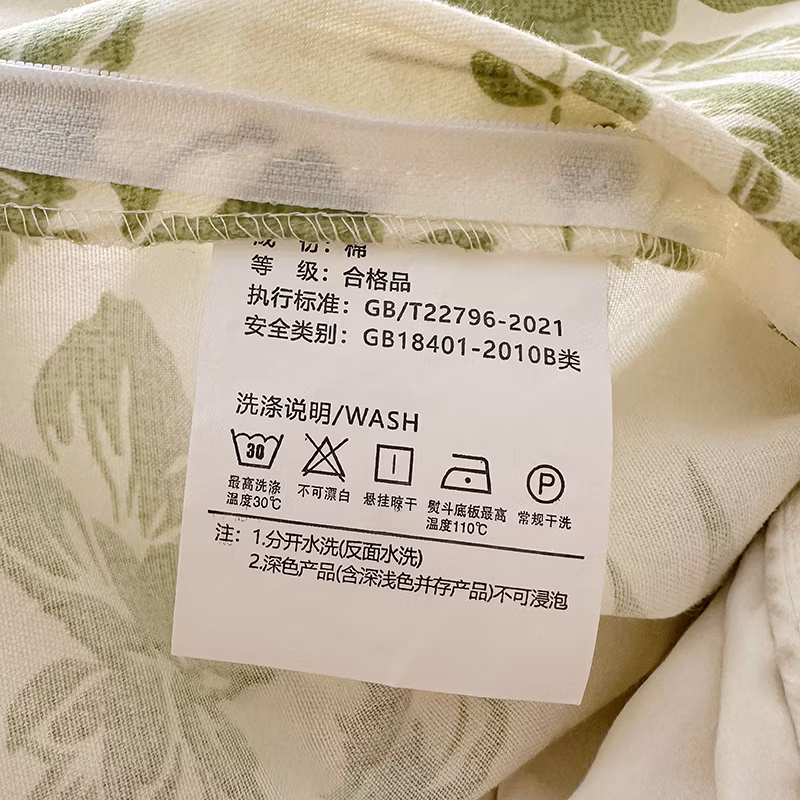 成 份：棉
等 级：合格品
执行标准：GB/T22796-2021
安全类别：GB18401-2010B类
洗涤说明/WASH
30
P
最高洗涤温度30℃
不可漂白
悬挂晾干
熨斗底板最高温度110℃
常规干洗
注：1.分开水洗(反面水洗)
2.深色产品(含深浅色并存产品)不可浸泡